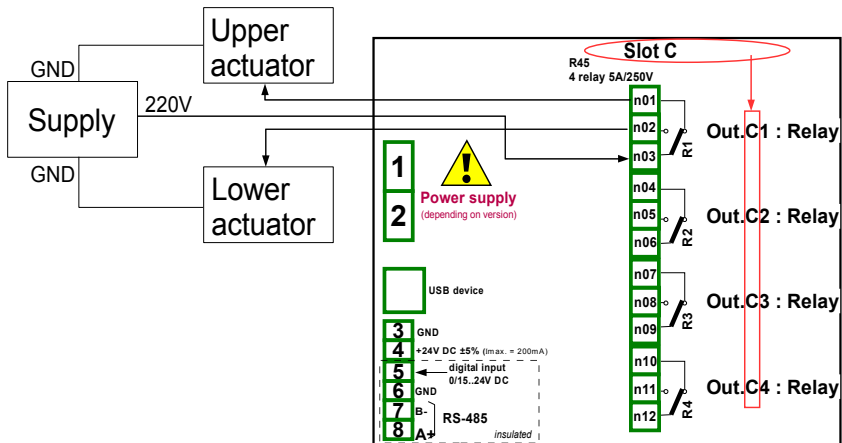 Upper
actuator
GND
Supply
220V
GND
Lower
actuator
Slot C
R45
4 relay 5A/250V
n01
n02
n03
R1
Out.C1 : Relay
n04
n05
n06
R2
Out.C2 : Relay
n07
n08
n09
R3
Out.C3 : Relay
n10
n11
n12
R4
Out.C4 : Relay
1
2
!
Power supply
(depending on version)
USB device
3 GND
4 +24V DC ±5% (Imax. = 200mA)
5 digital input
0/15..24V DC
6 GND
7 B-
RS-485
8 A+
insulated